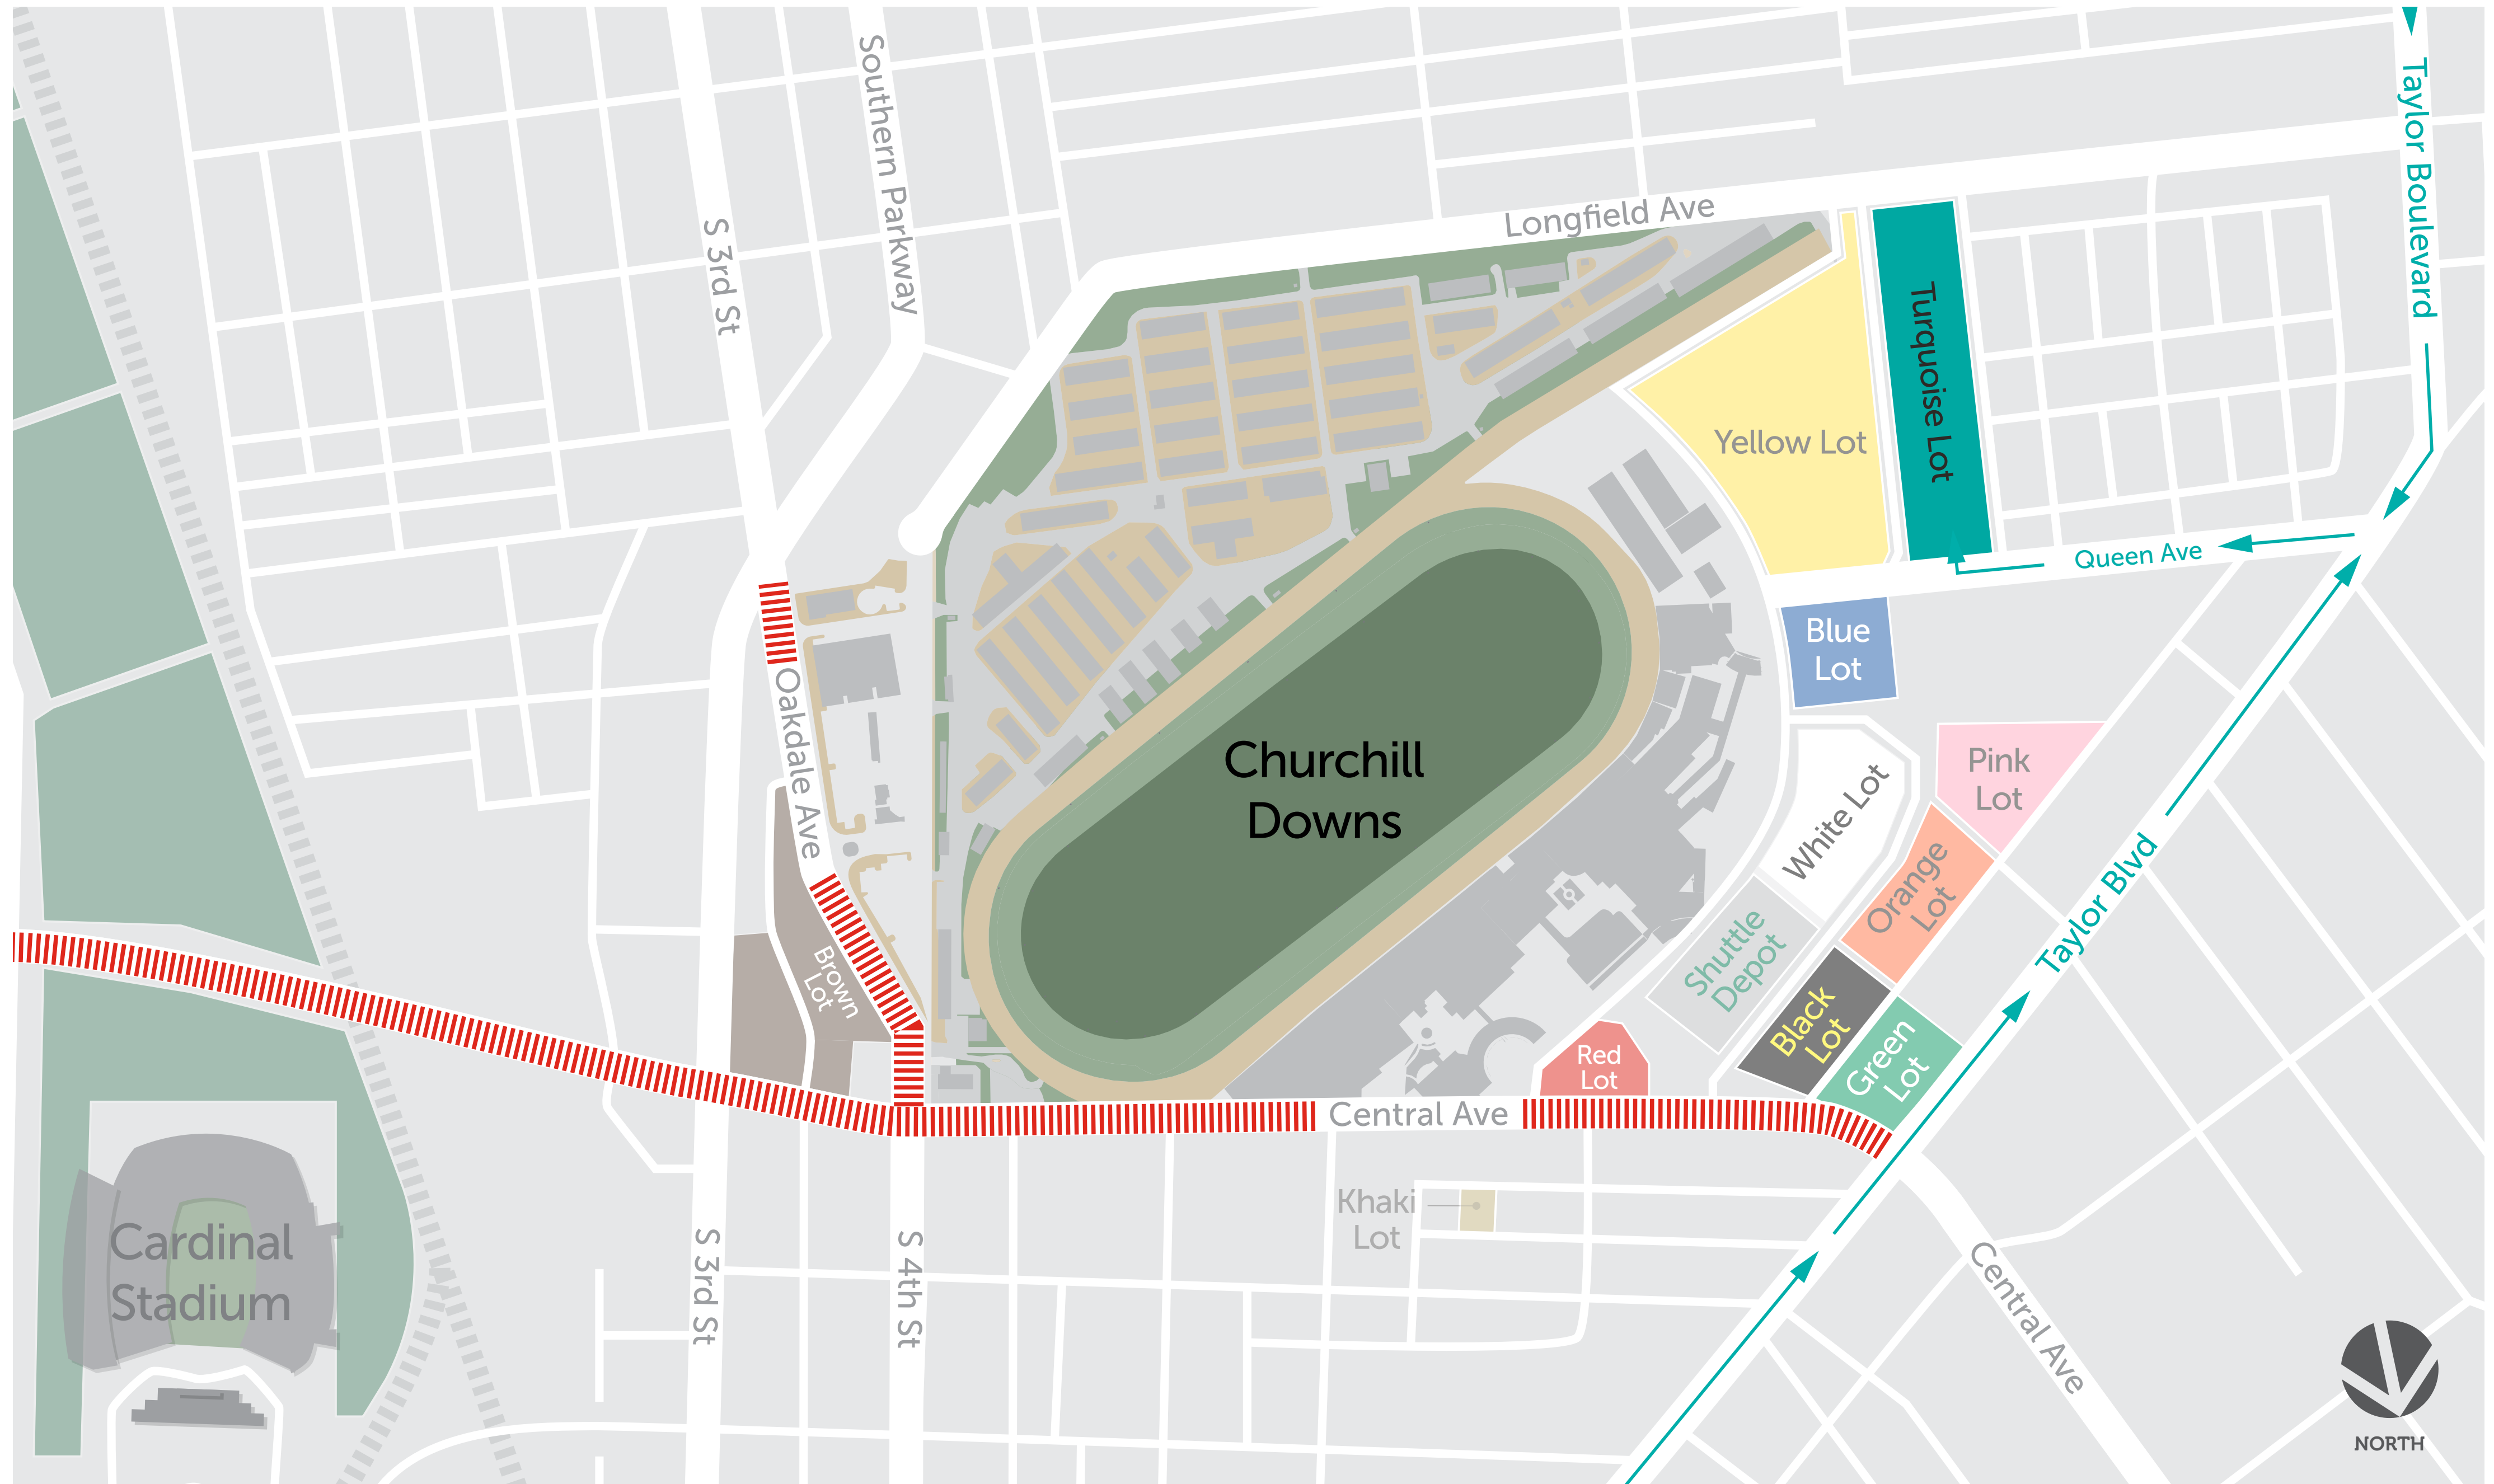 Taylor Boulevard
Southern Parkway
Longfield Ave
S 3rd St
Turquoise Lot
Yellow Lot
Queen Ave
Blue
Lot
Oakdale Ave
Churchill
Downs
Pink
Lot
White Lot
Orange
Lot
Taylor Blvd
Shuttle
Depot
Brown
Lot
Black
Lot
Green
Lot
Red
Lot
Central Ave
Khaki
Lot
Cardinal
Stadium
S 3rd St
S 4th St
Central Ave
NORTH